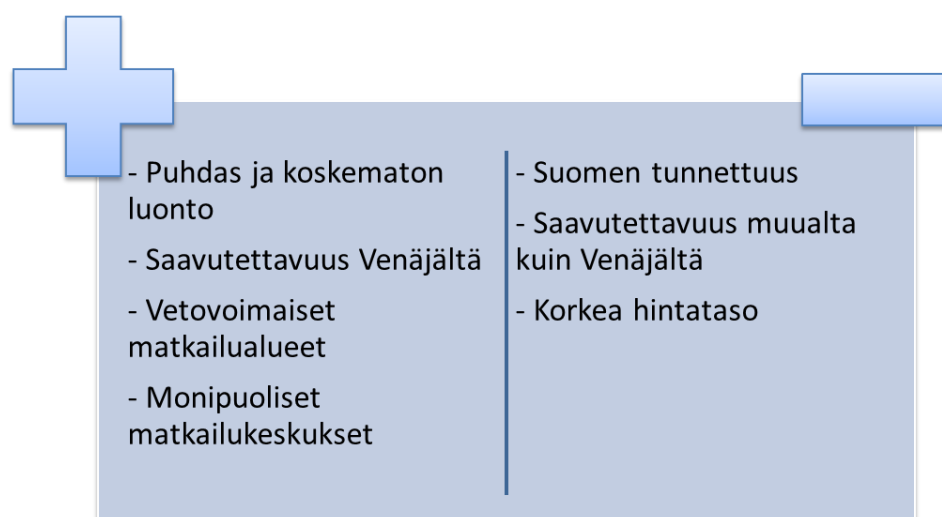 - Puhdas ja koskematon
luonto
- Saavutettavuus Venäjältä
- Vetovoimaiset
matkailualueet
- Monipuoliset
matkailukeskukset
- Suomen tunnettuus
- Saavutettavuus muualta
kuin Venäjältä
- Korkea hintataso